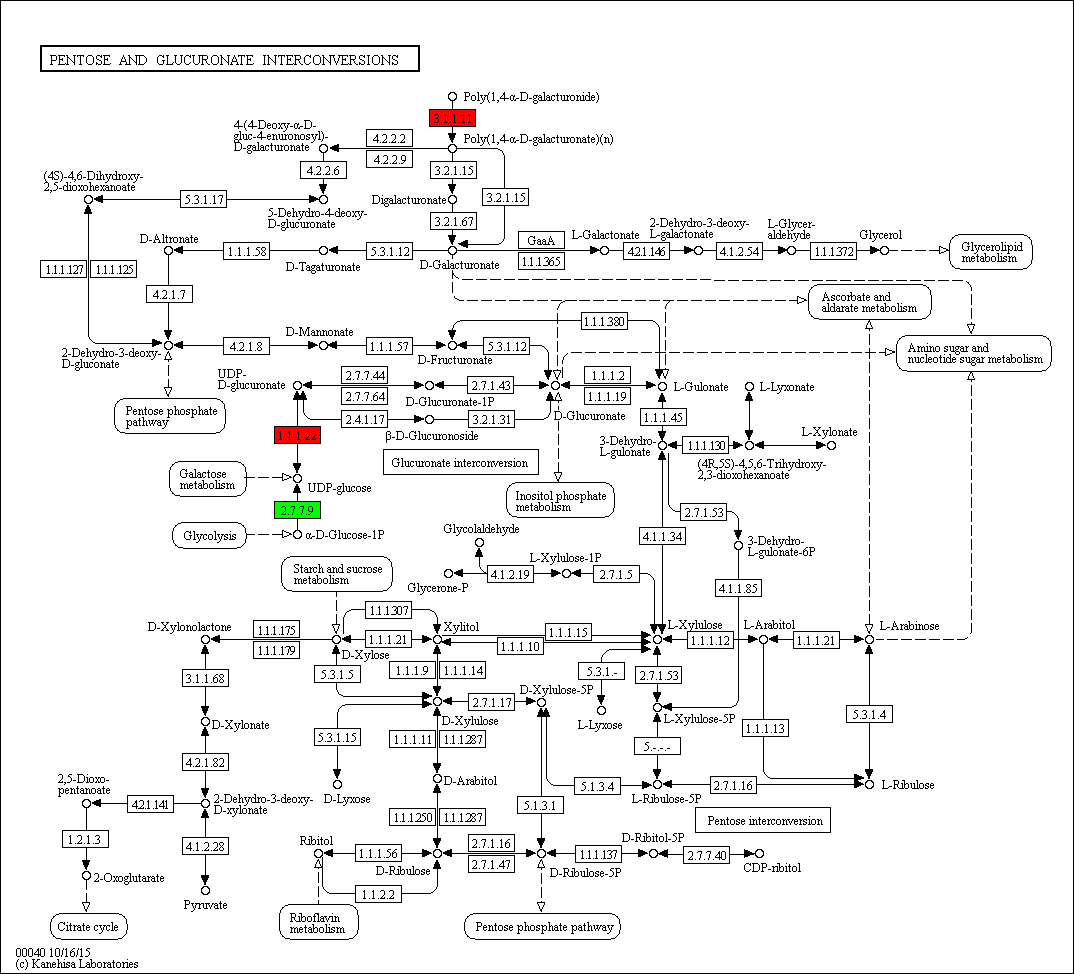 PENTOSE AND GLUCURONATE INTERCONVERSIONS
Poly(1,4-α-D-galacturonide)
3.1.1.11
4-(4-Deoxy-α-D-
gluc-4-enuronosyl)-
D-galacturonate
4.2.2.2
4.2.2.9
Poly(1,4-α-D-galacturonate)(n)
(4S)-4,6-Dihydroxy-
2,5-dioxohexanoate
4.2.2.6
3.2.1.15
3.2.1.15
5.3.1.17
Digalacturonate
5-Dehydro-4-deoxy-
D-glucuronate
3.2.1.67
D-Altronate
1.1.1.58
D-Tagaturonate
5.3.1.12
D-Galacturonate
GaaA
1.1.1.365
L-Galactonate
4.2.1.146
2-Dehydro-3-deoxy-
L-galactonate
4.1.2.54
L-Glycer-
aldehyde
1.1.1.372
Glycerol
Glycerolipid
metabolism
1.1.1.127
1.1.1.125
4.2.1.7
Ascorbate and
aldarate metabolism
1.1.1.380
2-Dehydro-3-deoxy-
D-gluconate
4.2.1.8
D-Mannonate
1.1.1.57
D-Fructuronate
5.3.1.12
Amino sugar and
nucleotide sugar metabolism
UDP-
D-glucuronate
2.7.7.44
2.7.7.64
D-Glucuronate-1P
2.7.1.43
1.1.1.2
1.1.1.19
L-Gulonate
L-Lyxonate
Pentose phosphate
pathway
2.4.1.17
β-D-Glucuronoside
3.2.1.31
D-Glucuronate
1.1.1.45
1.1.1.22
Glucuronate interconversion
3-Dehydro-
L-gulonate
1.1.1.130
L-Xylonate
(4R,5S)-4,5,6-Trihydroxy-
2,3-dioxohexanoate
Galactose
metabolism
UDP-glucose
Inositol phosphate
metabolism
2.7.7.9
2.7.1.53
Glycolysis
α-D-Glucose-1P
Glycolaldehyde
4.1.1.34
3-Dehydro-
L-gulonate-6P
Starch and sucrose
metabolism
Glycerone-P
4.1.2.19
L-Xylulose-1P
2.7.1.5
4.1.1.85
1.1.1.307
D-Xylonolactone
1.1.1.175
1.1.1.179
D-Xylose
1.1.1.21
Xylitol
1.1.1.15
1.1.1.10
L-Xylulose
1.1.1.12
L-Arabitol
1.1.1.21
L-Arabinose
3.1.1.68
5.3.1.5
1.1.1.9
1.1.1.14
5.3.1.-
2.7.1.53
D-Xylulose
2.7.1.17
D-Xylulose-5P
L-Lyxose
L-Xylulose-5P
D-Xylonate
5.3.1.15
1.1.1.11
1.1.1.287
5.-.-.-
1.1.1.13
5.3.1.4
4.2.1.82
D-Lyxose
D-Arabitol
5.1.3.4
L-Ribulose-5P
2.7.1.16
L-Ribulose
2,5-Dioxo-
pentanoate
4.2.1.141
2-Dehydro-3-deoxy-
D-xylonate
1.1.1.250
1.1.1.287
5.1.3.1
Pentose interconversion
1.2.1.3
4.1.2.28
Ribitol
1.1.1.56
D-Ribulose
2.7.1.16
2.7.1.47
D-Ribulose-5P
1.1.1.137
D-Ribitol-5P
2.7.7.40
CDP-ribitol
2-Oxoglutarate
Pyruvate
1.1.2.2
Citrate cycle
Riboflavin
metabolism
Pentose phosphate pathway
00040 10/16/15
(c) Kanehisa Laboratories